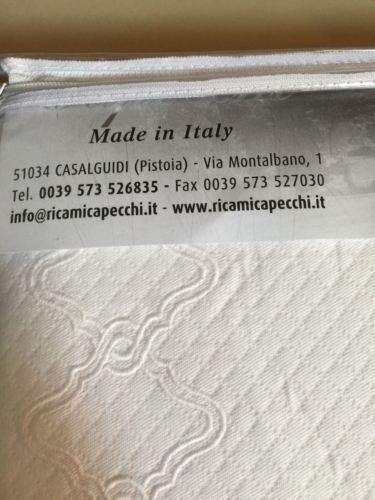 Made in Italy
51034 CASALGUIDI (Pistoia) - Via Montalbano, 1
Tel. 0039 573 526835 - Fax 0039 573 527030
info@ricamicapecchi.it - www.ricamicapecchi.it